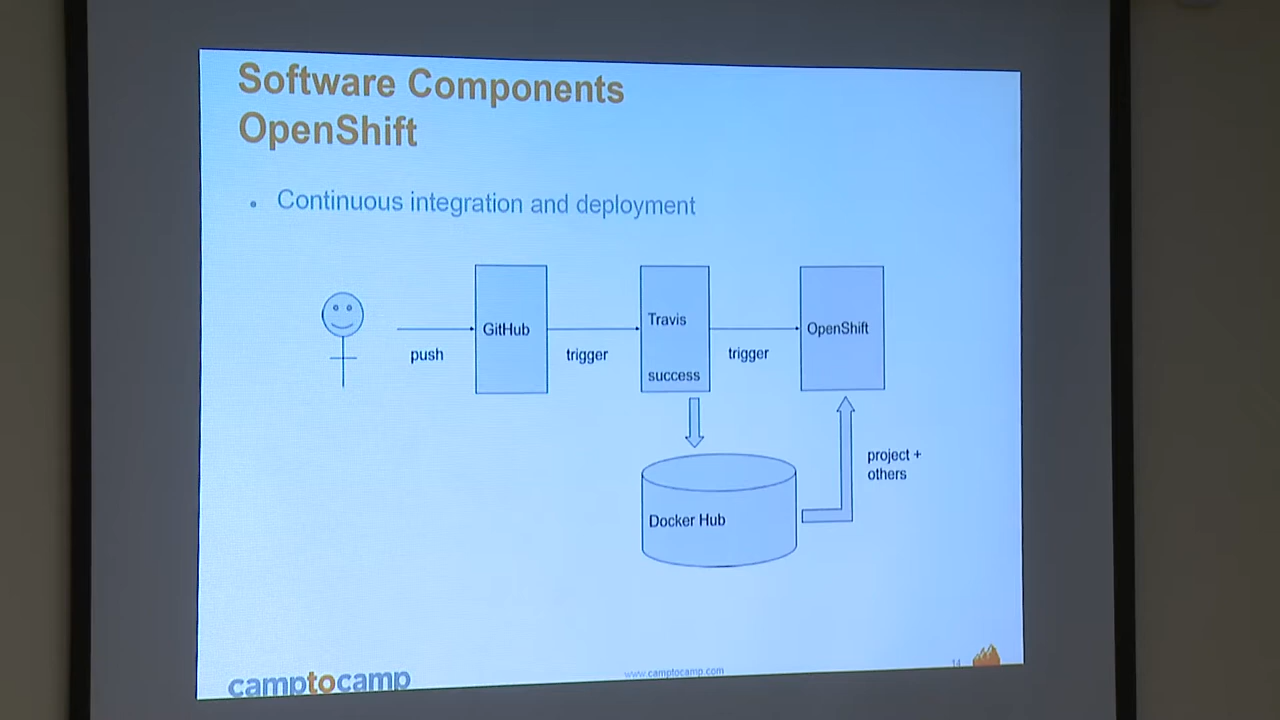 Software Components
OpenShift
• Continuous integration and deployment
GitHub
Travis
OpenShift
push
trigger
trigger
success
project +
others
Docker Hub
camptocamp
www.camptocamp.com
14